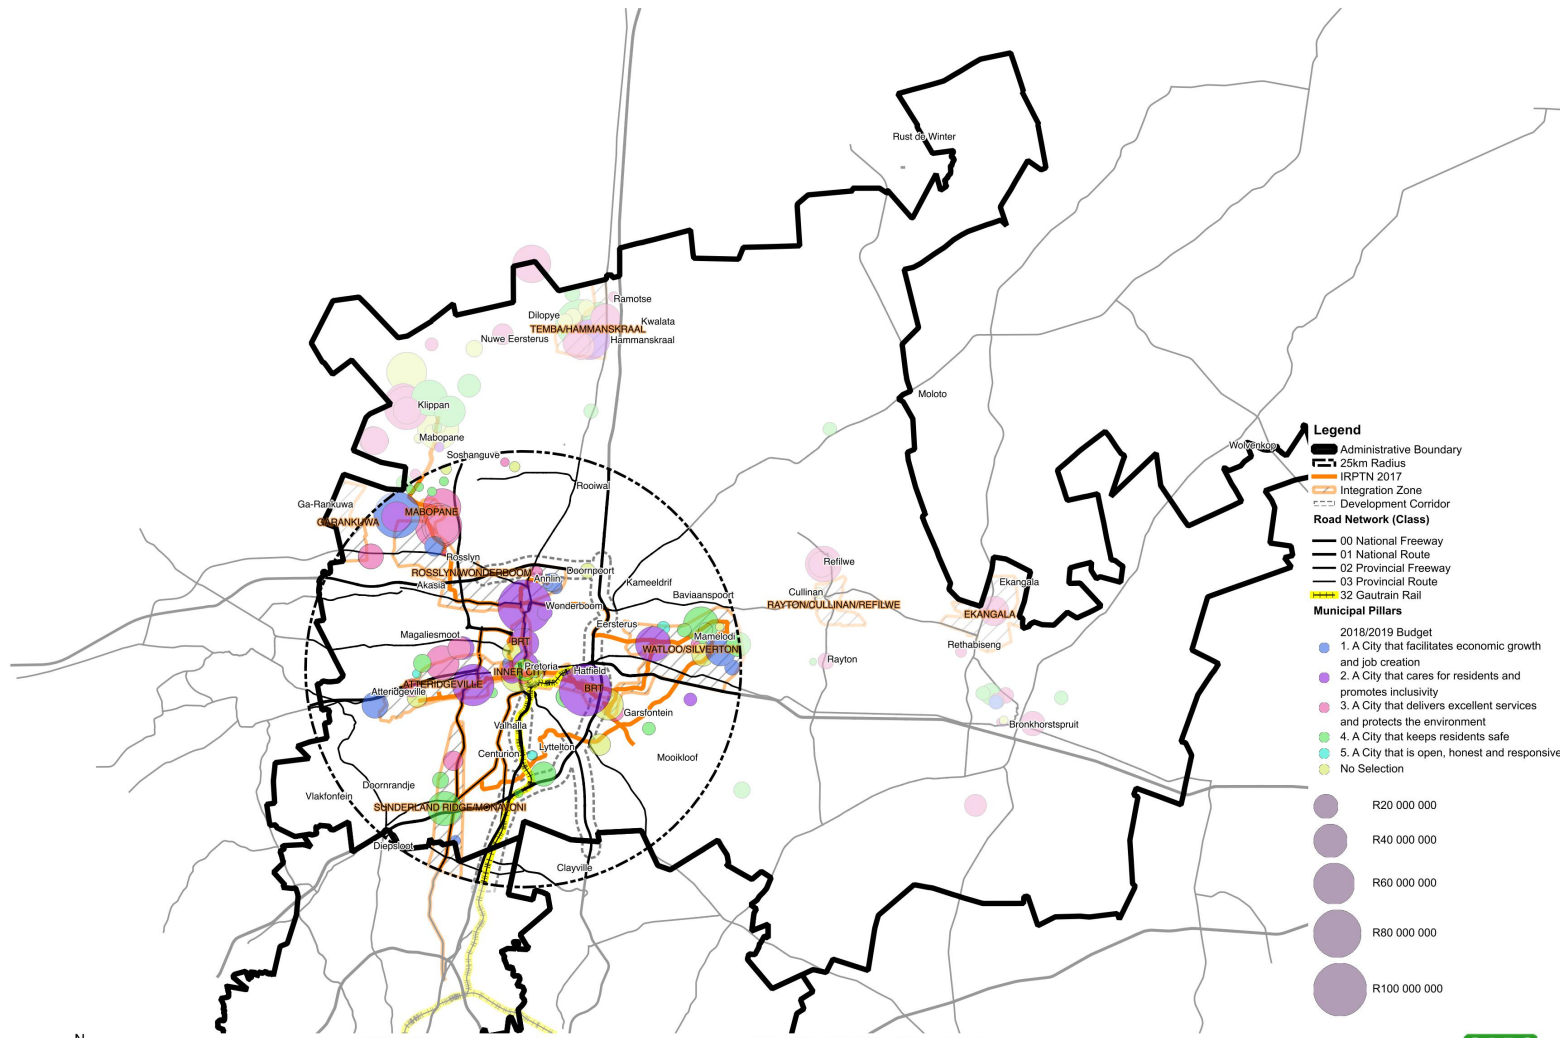 Rust de Winter
Ramotse
Dilopye
Kwalata
TEMBA/HAMMANSKRAAL
Nuwe Eersterus
Hammanskraal
Moloto
Klippan
Mabopane
Wolvenkop
Soshanguve
Rooiwal
Ga-Rankuwa
MABOPANE
GARANKUWA
Rosslyn
ROSSLYN/WONDERBOOM
Doornpoort
Annlin
Akasia
Kameeldrif
Refilwe
Ekangala
Cullinan
Baviaanspoort
RAYTON/CULLINAN/REFILWE
Wonderboom
EKANGALA
Eersterus
Magaliesmoot
Mamelodi
BRT
WATLOO/SILVERTON
Rethabiseng
Rayton
Pretoria
INNER CITY
Hatfield
ATTERIDGEVILLE
BRT
Atteridgeville
Garsfontein
Valhalla
Bronkhorstspruit
Lyttelton
Centurion
Mooikloof
Doornrandje
Vlakfontein
SUNDERLAND RIDGE/MONAVONI
Diepsloot
Clayville
Legend
Administrative Boundary
25km Radius
IRPTN 2017
Integration Zone
Development Corridor
Road Network (Class)
00 National Freeway
01 National Route
02 Provincial Freeway
03 Provincial Route
32 Gautrain Rail
Municipal Pillars
2018/2019 Budget
1. A City that facilitates economic growth
and job creation
2. A City that cares for residents and
promotes inclusivity
3. A City that delivers excellent services
and protects the environment
4. A City that keeps residents safe
5. A City that is open, honest and responsive
No Selection
R20 000 000
R40 000 000
R60 000 000
R80 000 000
R100 000 000